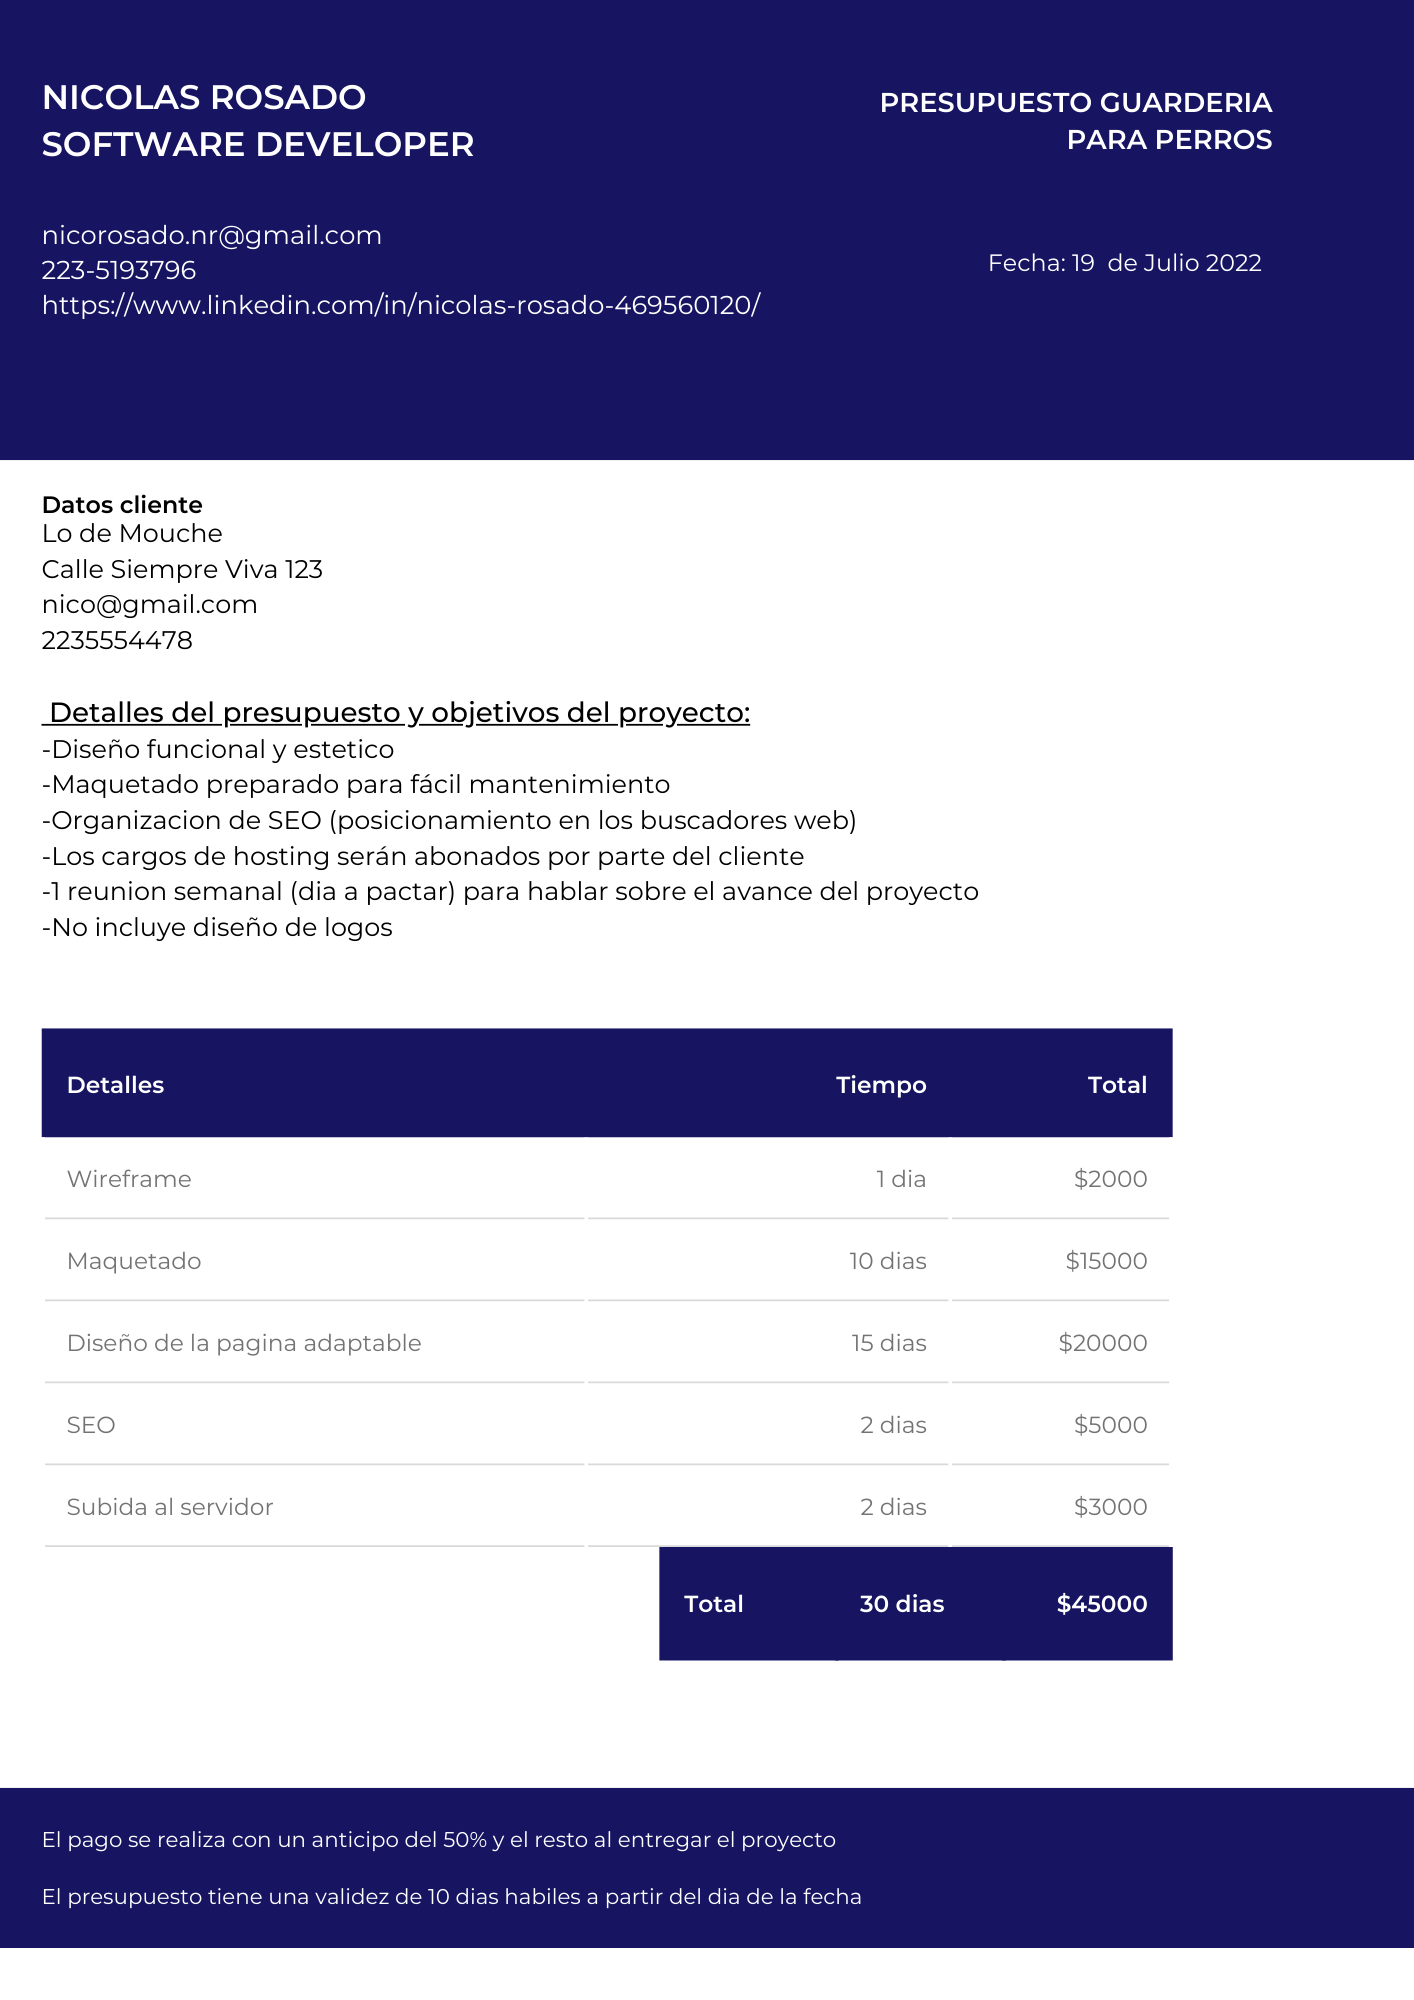 NICOLAS ROSADO
SOFTWARE DEVELOPER
PRESUPUESTO GUARDERIA
PARA PERROS
nicorosado.nr@gmail.com
223-5193796
https://www.linkedin.com/in/nicolas-rosado-469560120/
Fecha: 19  de Julio 2022
Datos cliente
Lo de Mouche
Calle Siempre Viva 123
nico@gmail.com
2235554478
Detalles del presupuesto y objetivos del proyecto:
-Diseño funcional y estetico
-Maquetado preparado para fácil mantenimiento
-Organizacion de SEO (posicionamiento en los buscadores web)
-Los cargos de hosting serán abonados por parte del cliente
-1 reunion semanal (dia a pactar) para hablar sobre el avance del proyecto
-No incluye diseño de logos
Detalles Tiempo Total
Wireframe 1 dia $2000
Maquetado 10 dias $15000
Diseño de la pagina adaptable 15 dias $20000
SEO 2 dias $5000
Subida al servidor 2 dias $3000
Total 30 dias $45000
El pago se realiza con un anticipo del 50% y el resto al entregar el proyecto
El presupuesto tiene una validez de 10 dias habiles a partir del dia de la fecha